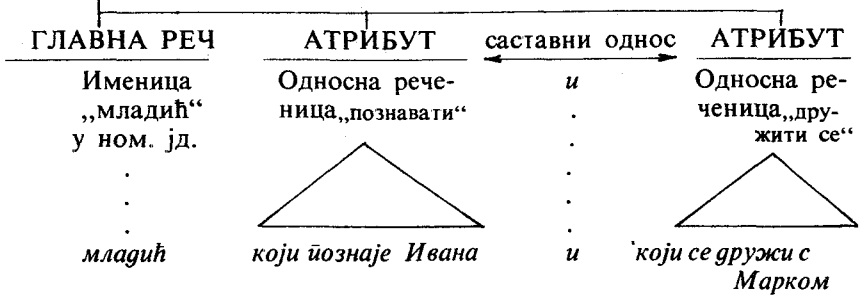 ГЛАВНА РЕЧ АТРИБУТ саставни однос АТРИБУТ
Именица Односна рече- и Односна ре-
„младић“ ница„познавати“ . ченица„дру-
у ном. јд. . жити се“
. .
. .
. .
младић који познаје Ивана и који се дружи с
Марком